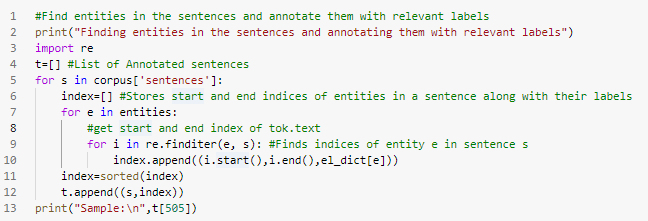 1 #Find entities in the sentences and annotate them with relevant labels
2 print("Finding entities in the sentences and annotating them with relevant labels")
3 import re
4 t=[] #List of Annotated sentences
5 for s in corpus['sentences']:
6     index=[] #Stores start and end indices of entities in a sentence along with their labels
7     for e in entities:
8         #get start and end index of tok.text
9         for i in re.finditer(e, s): #Finds indices of entity e in sentence s
10             index.append((i.start(),i.end(),el_dict[e]))
11     index=sorted(index)
12     t.append((s,index))
13 print("Sample:\n",t[505])